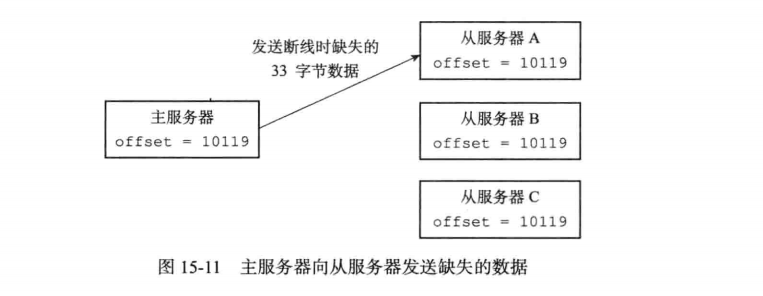 发送断线时缺失的
33 字节数据
主服务器
offset = 10119
从服务器 A
offset = 10119
从服务器 B
offset = 10119
从服务器 C
offset = 10119
图 15-11 主服务器向从服务器发送缺失的数据